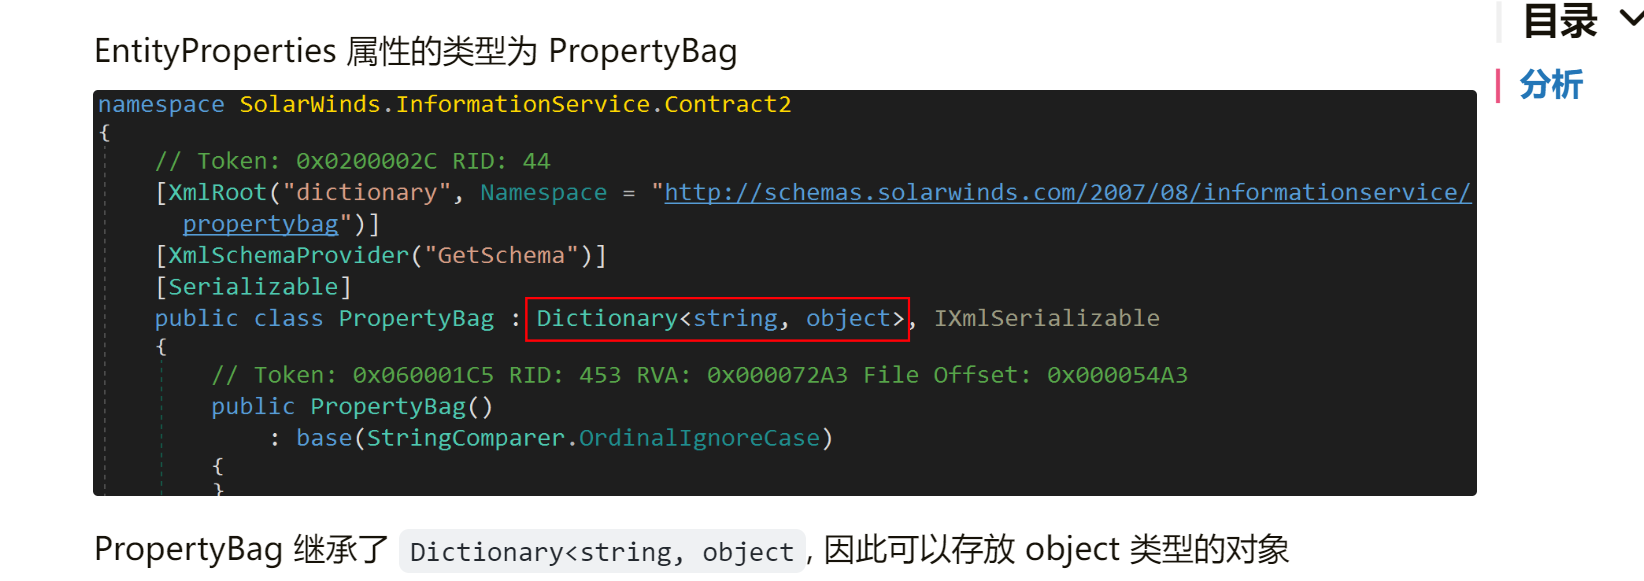 目录
分析
EntityProperties 属性的类型为 PropertyBag
namespace SolarWinds.InformationService.Contract2
{
// Token: 0x0200002C RID: 44
[XmlRoot("dictionary", Namespace = "http://schemas.solarwinds.com/2007/08/informationservice/
propertybag")]
[XmlSchemaProvider("GetSchema")]
[Serializable]
public class PropertyBag : Dictionary<string, object>, IXmlSerializable
{
// Token: 0x060001C5 RID: 453 RVA: 0x000072A3 File Offset: 0x000054A3
public PropertyBag()
: base(StringComparer.OrdinalIgnoreCase)
{
}
PropertyBag 继承了 Dictionary<string, object , 因此可以存放 object 类型的对象